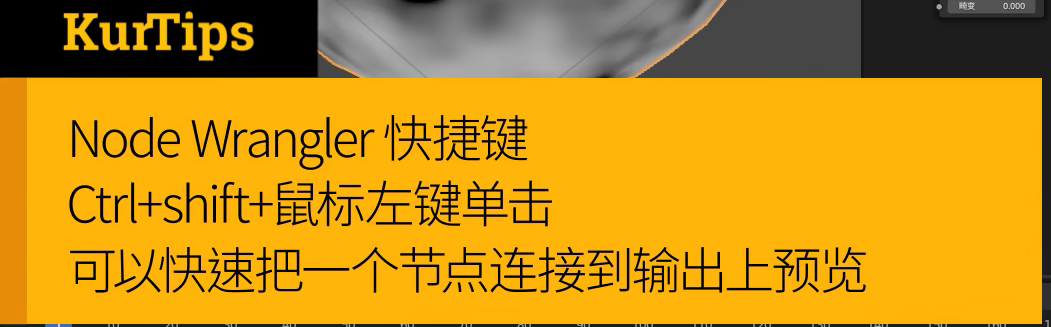 畸变 0.000
KurTips
Node Wrangler 快捷键
Ctrl+shift+鼠标左键单击
可以快速把一个节点连接到输出上预览